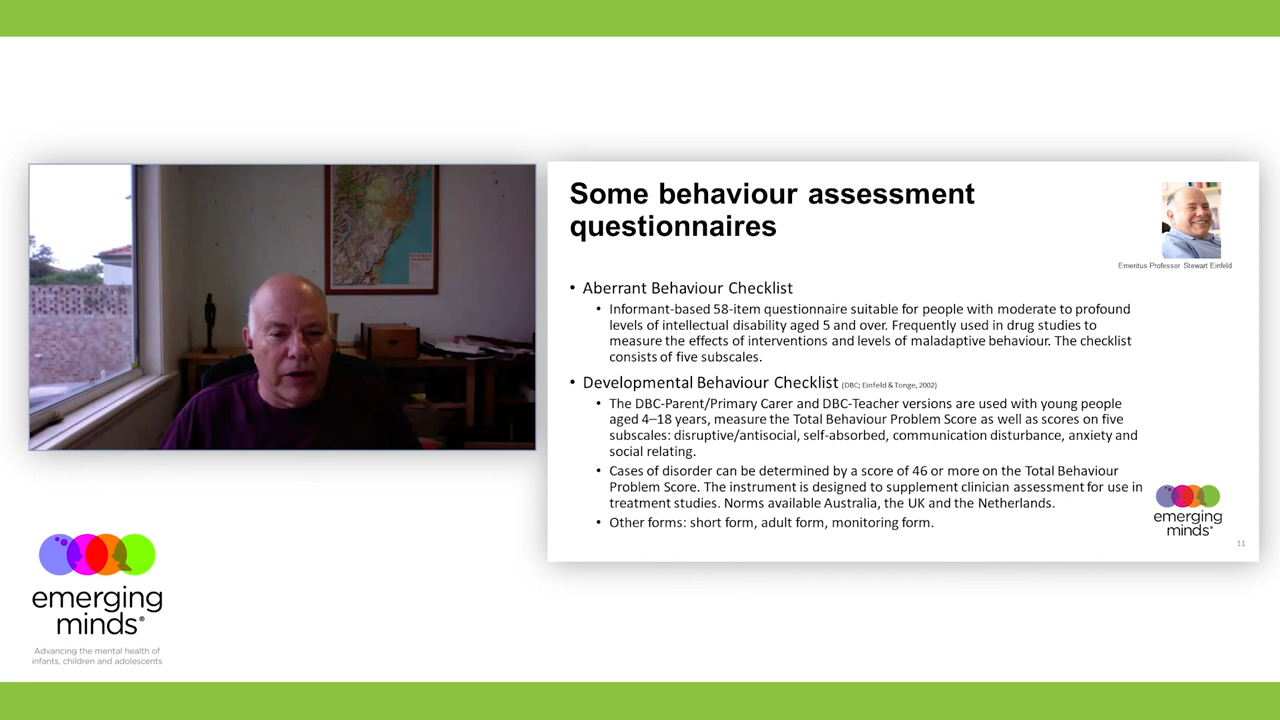 Some behaviour assessment
questionnaires
Emeritus Professor Stewart Einfeld
• Aberrant Behaviour Checklist
• Informant-based 58-item questionnaire suitable for people with moderate to profound
levels of intellectual disability aged 5 and over. Frequently used in drug studies to
measure the effects of interventions and levels of maladaptive behaviour. The checklist
consists of five subscales.
• Developmental Behaviour Checklist (DBC; Einfeld & Tonge, 2002)
• The DBC-Parent/Primary Carer and DBC-Teacher versions are used with young people
aged 4–18 years, measure the Total Behaviour Problem Score as well as scores on five
subscales: disruptive/antisocial, self-absorbed, communication disturbance, anxiety and
social relating.
• Cases of disorder can be determined by a score of 46 or more on the Total Behaviour
Problem Score. The instrument is designed to supplement clinician assessment for use in
treatment studies. Norms available Australia, the UK and the Netherlands.
• Other forms: short form, adult form, monitoring form.
emerging
minds®
11
emerging
minds®
Advancing the mental health of
infants, children and adolescents